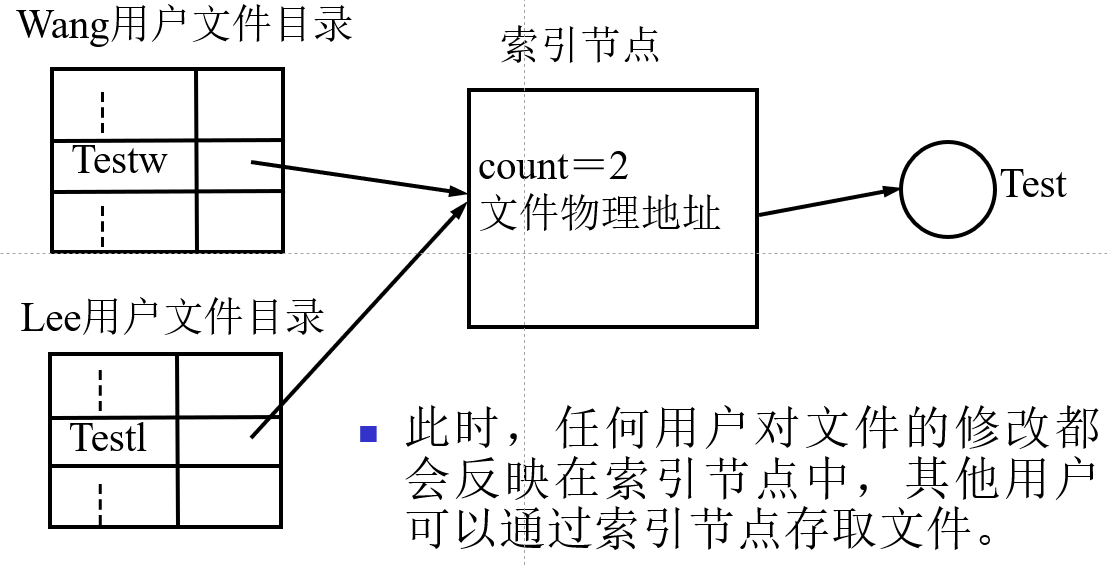 Wang用户文件目录
索引节点
Testw
count＝2
文件物理地址
Test
Lee用户文件目录
Testl
此时，任何用户对文件的修改都
会反映在索引节点中，其他用户
可以通过索引节点存取文件。